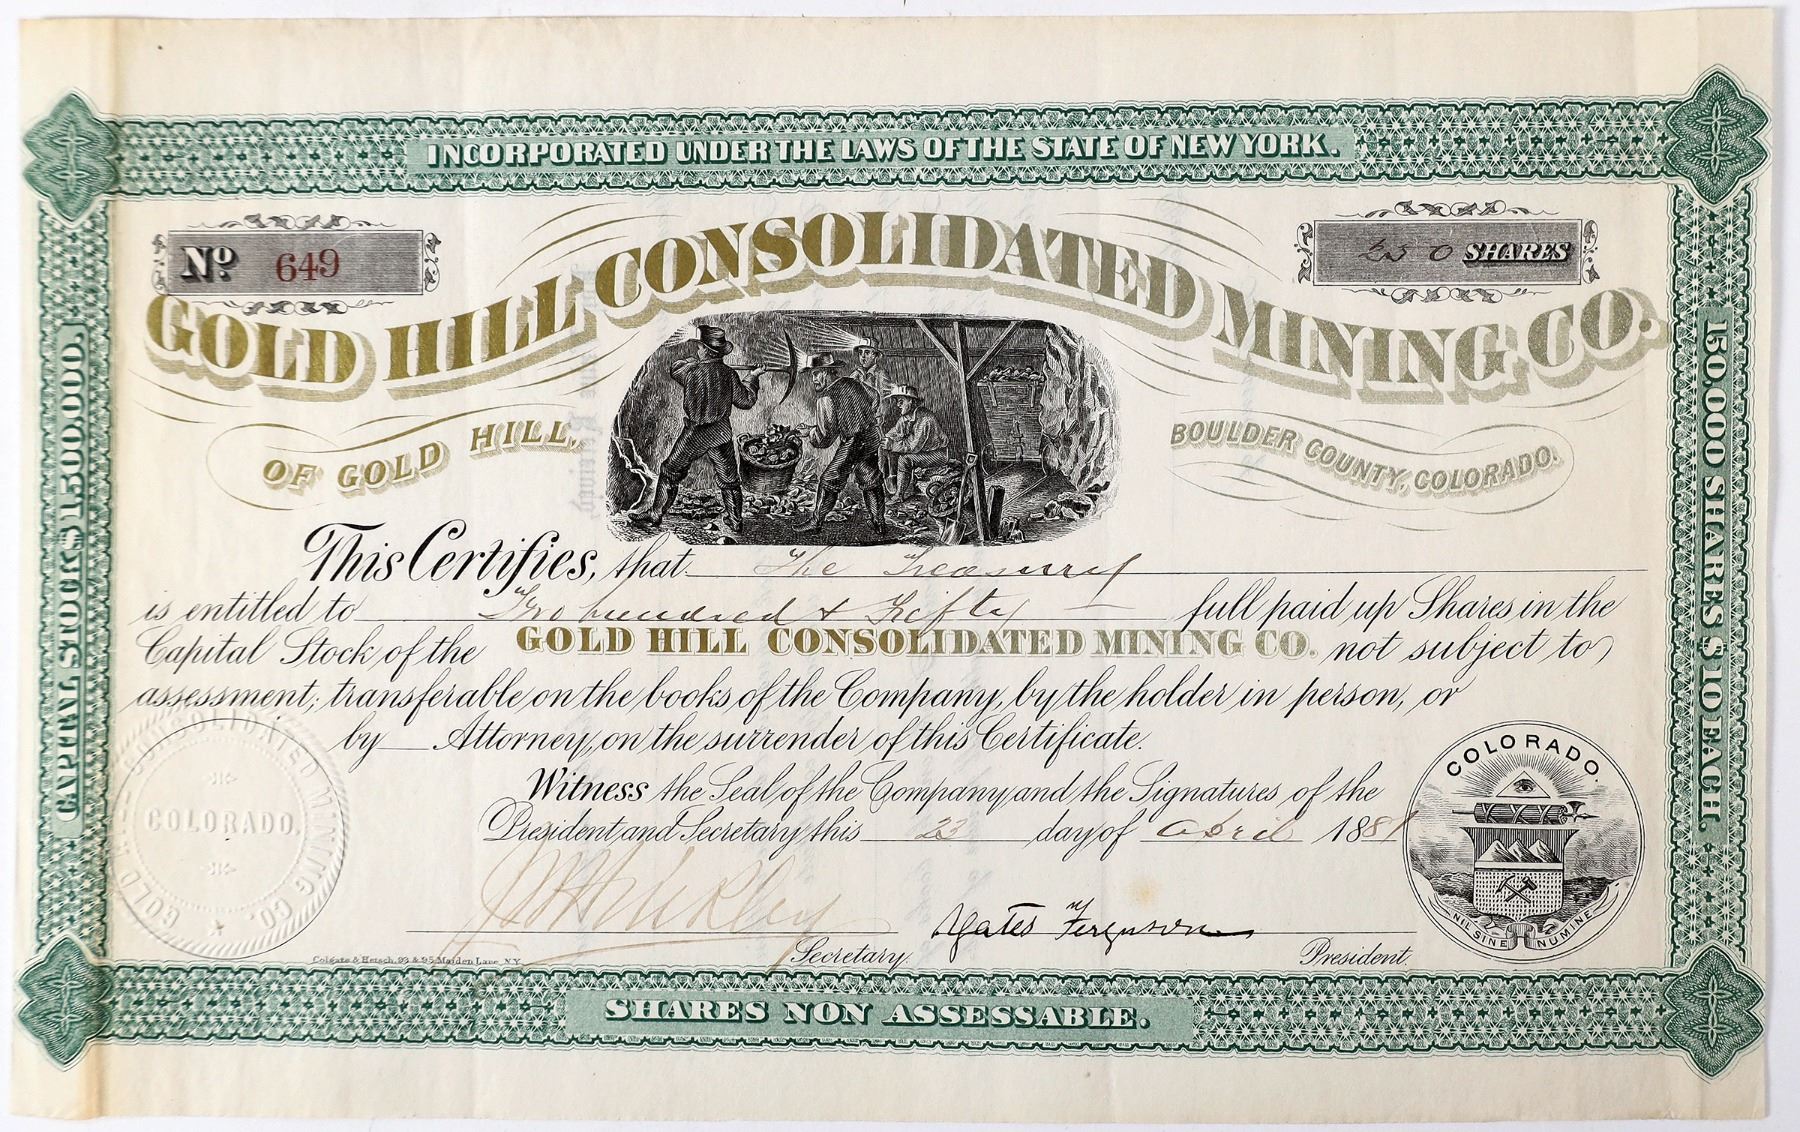 INCORPORATED UNDER THE LAWS OF THE STATE OF NEW YORK.
No 649
250 SHARES
GOLD HILL CONSOLIDATED MINING CO.
OF GOLD HILL,
BOULDER COUNTY, COLORADO.
CAPITAL STOCK $1,500,000.
150,000 SHARES $10 EACH.
This Certifies, that The Treasury
is entitled to Two hundred & Fifty full paid up Shares in the
Capital Stock of the GOLD HILL CONSOLIDATED MINING CO. not subject to
assessment; transferable on the books of the Company, by the holder in person, or
by Attorney, on the surrender of this Certificate.
Witness the Seal of the Company and the Signatures of the
President and Secretary this 23 day of April 1881
GOLD HILL CONSOLIDATED MINING CO.
COLORADO.
COLORADO.
NIL SINE NUMINE
Yates Ferguson
Secretary.
President.
Colgate & Hetsch, 93 & 95 Maiden Lane, N.Y.
SHARES NON ASSESSABLE.